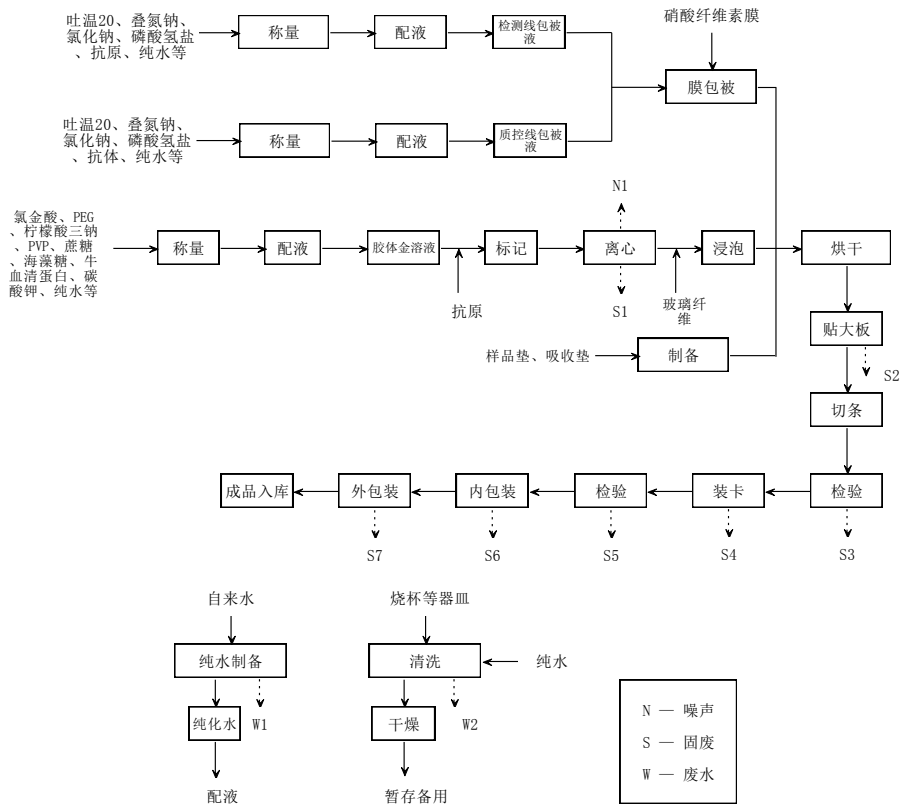 硝酸纤维素膜
吐温20、叠氮钠、
氯化钠、磷酸氢盐
、抗原、纯水等
称量
配液
检测线包被
液
膜包被
吐温20、叠氮钠、
氯化钠、磷酸氢盐
、抗体、纯水等
称量
配液
质控线包被
液
N1
氯金酸、PEG
、柠檬酸三钠
、PVP、蔗糖
、海藻糖、牛
血清蛋白、碳
酸钾、纯水等
称量
配液
胶体金溶液
标记
离心
浸泡
烘干
抗原
S1
玻璃纤
维
贴大板
样品垫、吸收垫
制备
S2
切条
成品入库
外包装
内包装
检验
装卡
检验
S7
S6
S5
S4
S3
自来水
烧杯等器皿
纯水制备
清洗
纯水
纯化水
W1
干燥
W2
配液
暂存备用
N — 噪声
S — 固废
W — 废水